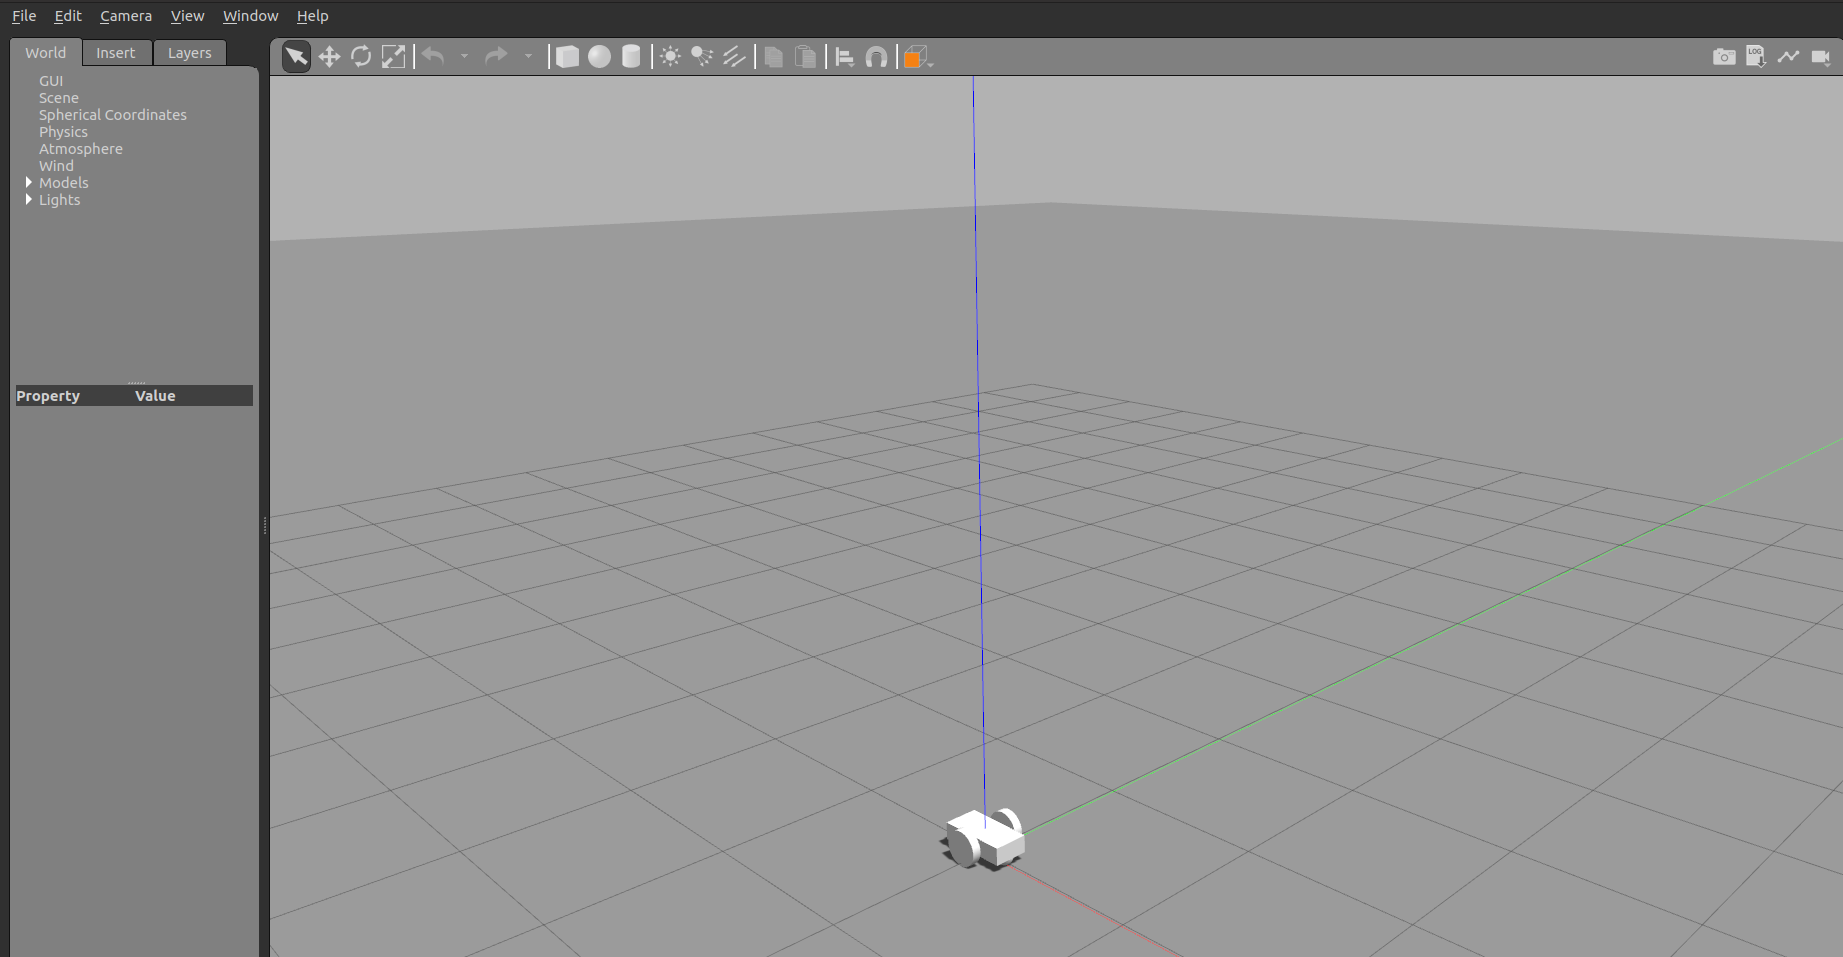 File Edit Camera View Window Help
World Insert Layers
GUI
Scene
Spherical Coordinates
Physics
Atmosphere
Wind
Models
Lights
Property Value
LOG